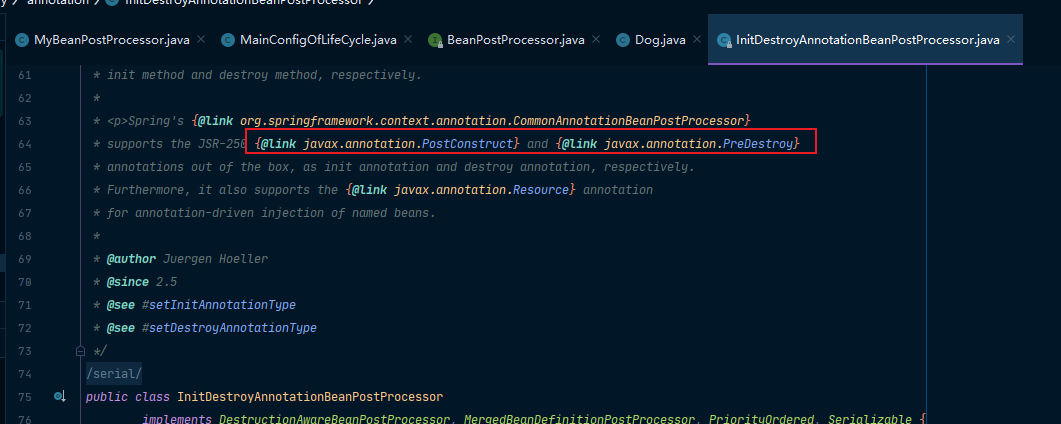 y > annotation > InitDestroyAnnotationBeanPostProcessor >
MyBeanPostProcessor.java × MainConfigOfLifeCycle.java × BeanPostProcessor.java × Dog.java × InitDestroyAnnotationBeanPostProcessor.java ×
61 * init method and destroy method, respectively.
62 *
63 * <p>Spring's {@link org.springframework.context.annotation.CommonAnnotationBeanPostProcessor}
64 * supports the JSR-250 {@link javax.annotation.PostConstruct} and {@link javax.annotation.PreDestroy}
65 * annotations out of the box, as init annotation and destroy annotation, respectively.
66 * Furthermore, it also supports the {@link javax.annotation.Resource} annotation
67 * for annotation-driven injection of named beans.
68 *
69 * @author Juergen Hoeller
70 * @since 2.5
71 * @see #setInitAnnotationType
72 * @see #setDestroyAnnotationType
73 */
74 /serial/
75 public class InitDestroyAnnotationBeanPostProcessor
76 implements DestructionAwareBeanPostProcessor, MergedBeanDefinitionPostProcessor, PriorityOrdered, Serializable {